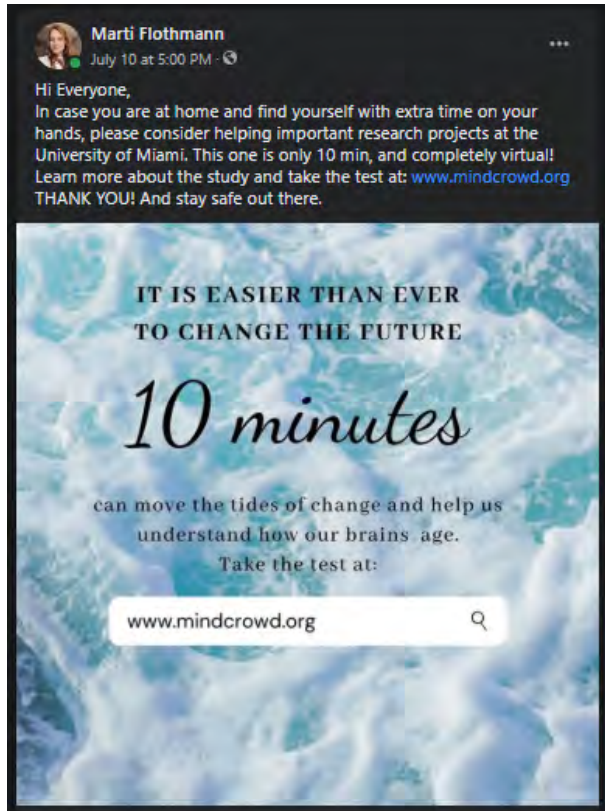 Marti Flothmann
July 10 at 5:00 PM ·
Hi Everyone,
In case you are at home and find yourself with extra time on your
hands, please consider helping important research projects at the
University of Miami. This one is only 10 min, and completely virtual!
Learn more about the study and take the test at: www.mindcrowd.org
THANK YOU! And stay safe out there.
IT IS EASIER THAN EVER
TO CHANGE THE FUTURE
10 minutes
can move the tides of change and help us
understand how our brains age.
Take the test at:
www.mindcrowd.org